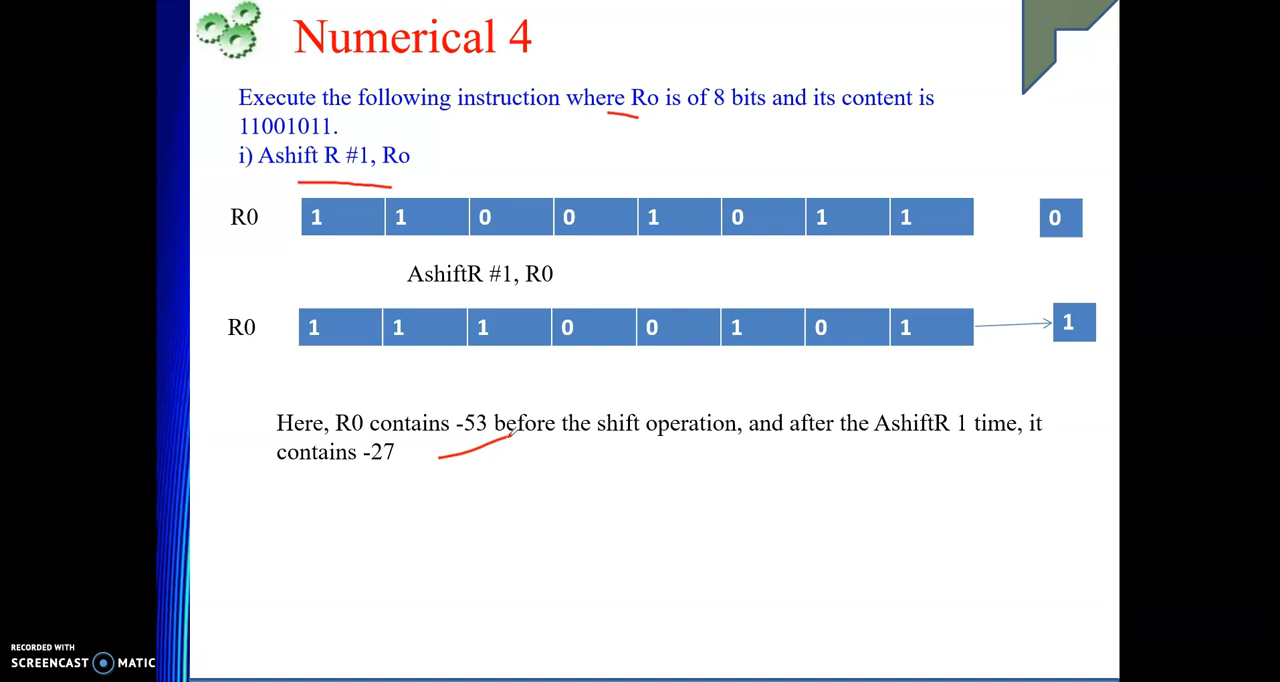 Numerical 4
Execute the following instruction where Ro is of 8 bits and its content is
11001011.
i) Ashift R #1, Ro
R0 1 1 0 0 1 0 1 1 0
AshiftR #1, R0
R0 1 1 1 0 0 1 0 1 1
Here, R0 contains -53 before the shift operation, and after the AshiftR 1 time, it
contains -27
RECORDED WITH
SCREENCAST MATIC